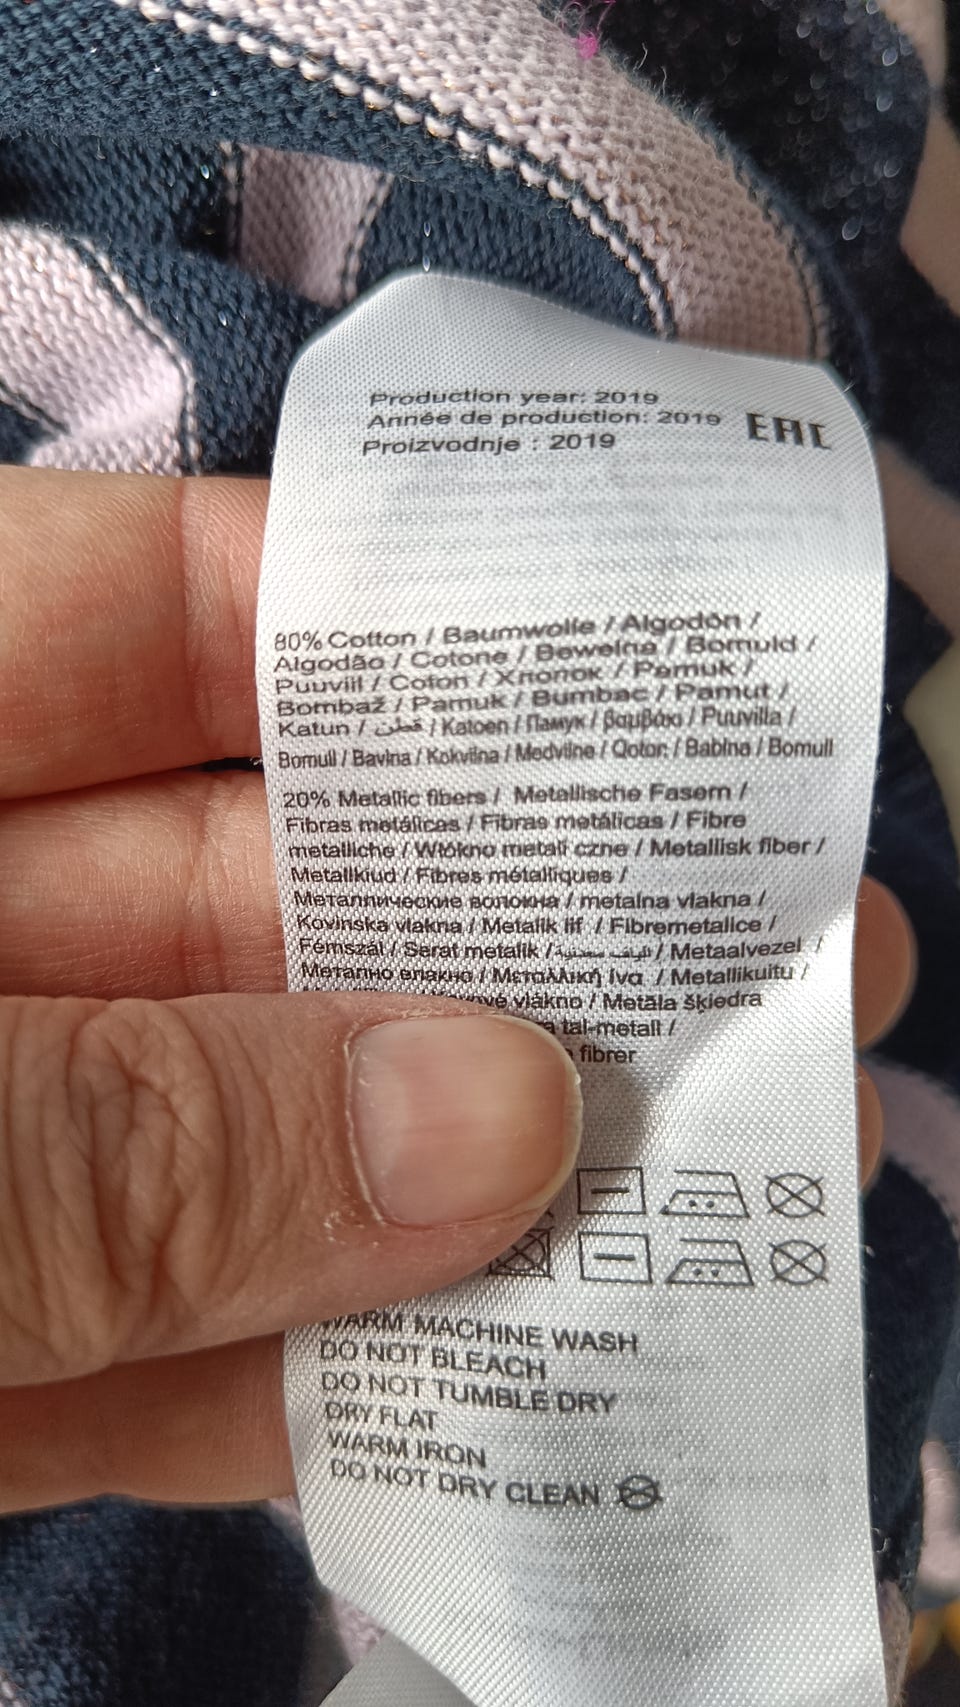 Production year: 2019
Année de production: 2019
EAC
Proizvodnje : 2019
80% Cotton / Baumwolle / Algodón /
Algodão / Cotone / Bawełna / Bomuld /
Puuvill / Coton / Хлопок / Pamuk /
Bombaž / Pamuk / Bumbac / Pamut /
Katun / قطن / Katoen / Памук / βαμβάκι / Puuvilla /
Bomull / Bavlna / Kokvilna / Medvilnė / Qoton / Bablna / Bomull
20% Metallic fibers / Metallische Fasern /
Fibras metálicas / Fibras metálicas / Fibre
metalliche / Włókno metali czne / Metallisk fiber /
Metallkiud / Fibres métalliques /
Металлические волокна / metalna vlakna /
Kovinska vlakna / Metalik lif / Fibremetalice /
Fémszál / Serat metalik / ألياف معدنية / Metaalvezel /
Метално влакно / Μεταλλική ίνα / Metallikuitu /
vlákno / Metāla šķiedra
tal-metall /
fibrer
WARM MACHINE WASH
DO NOT BLEACH
DO NOT TUMBLE DRY
DRY FLAT
WARM IRON
DO NOT DRY CLEAN